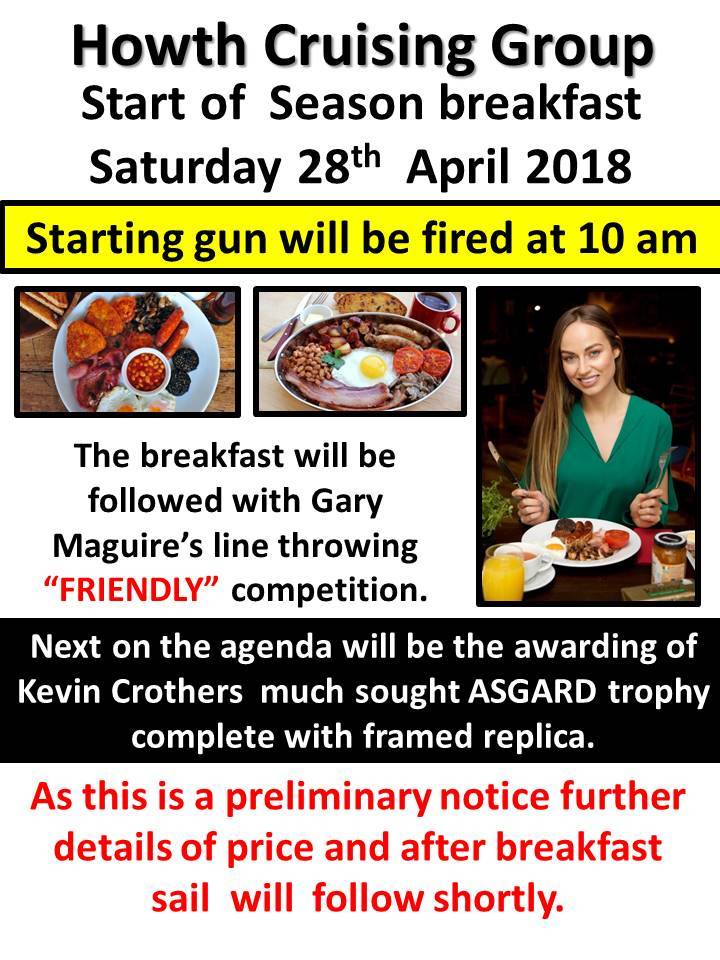 Howth Cruising Group
Start of Season breakfast
Saturday 28th April 2018
Starting gun will be fired at 10 am
The breakfast will be
followed with Gary
Maguire’s line throwing
“FRIENDLY” competition.
Next on the agenda will be the awarding of
Kevin Crothers much sought ASGARD trophy
complete with framed replica.
As this is a preliminary notice further
details of price and after breakfast
sail will follow shortly.